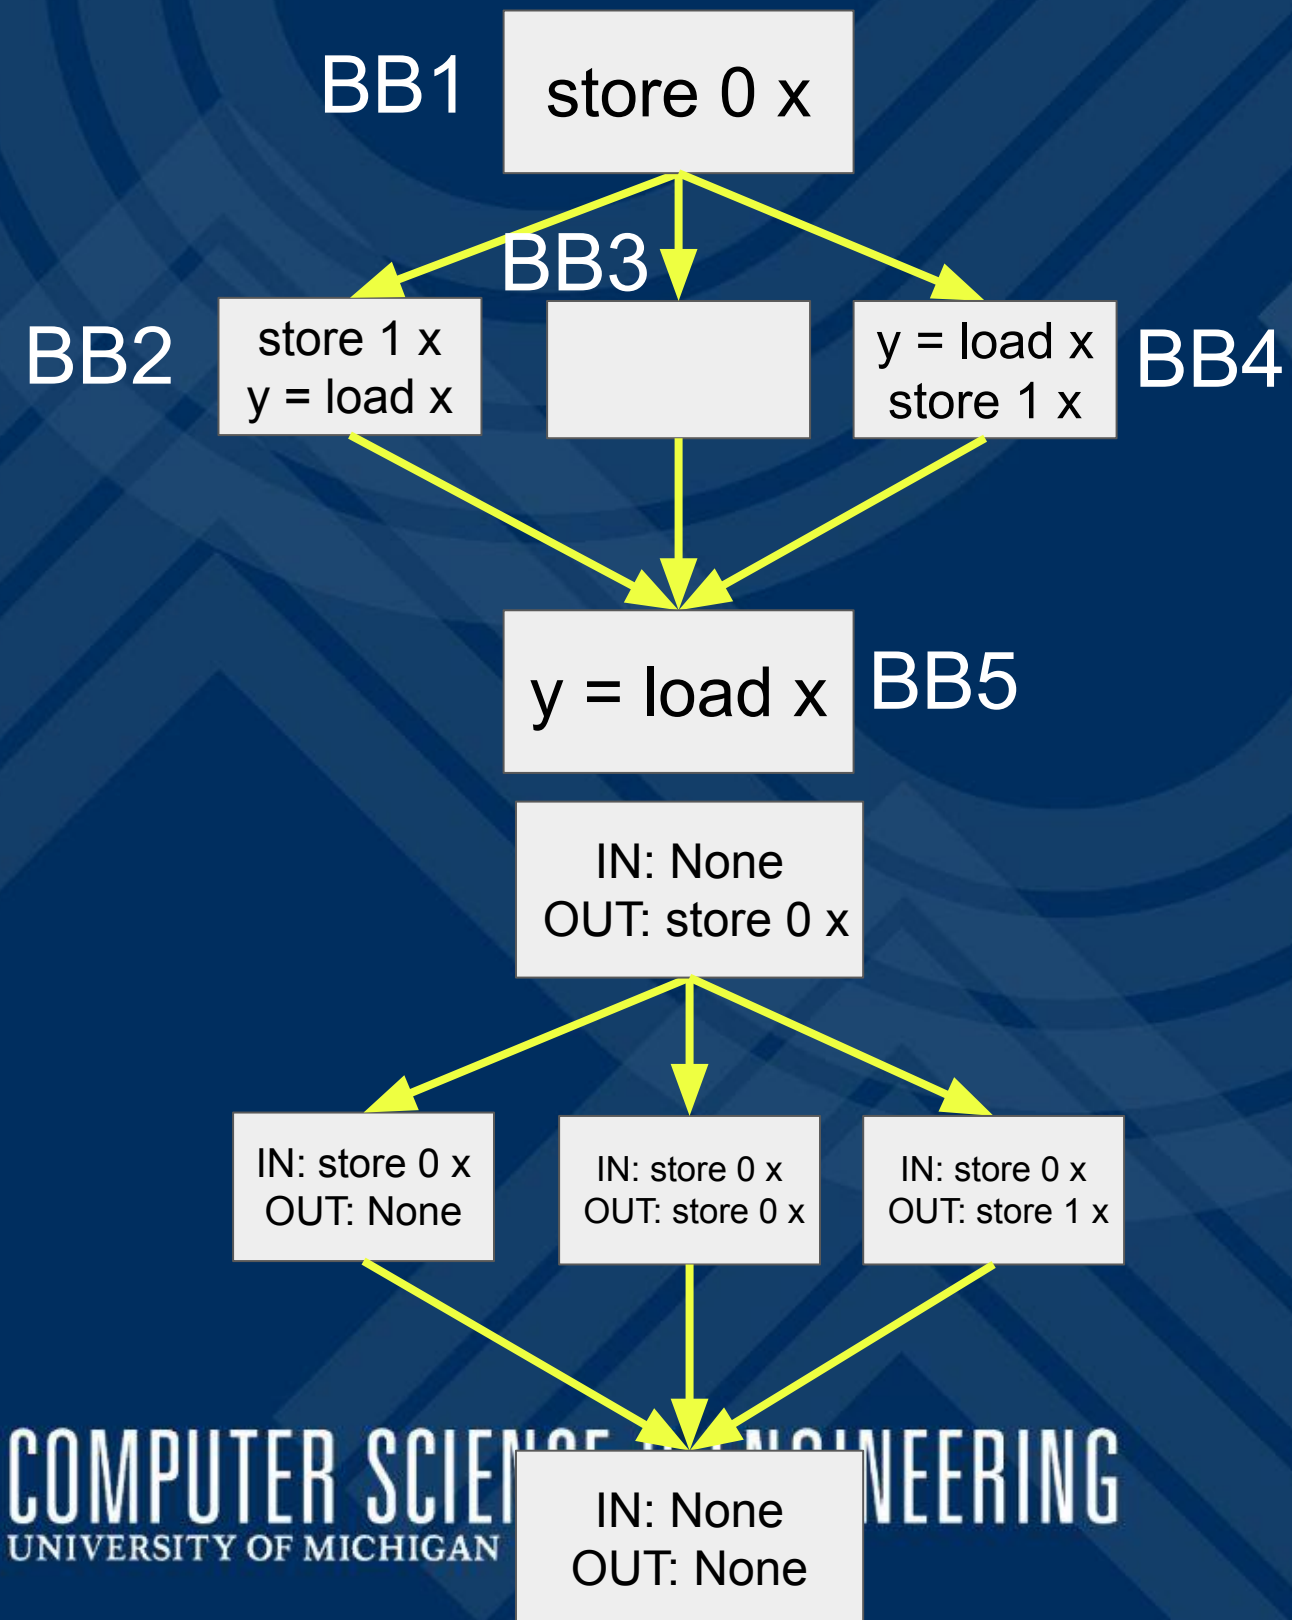 BB1
store 0 x
BB3
BB2
store 1 x
y = load x
y = load x
store 1 x
BB4
y = load x
BB5
IN: None
OUT: store 0 x
IN: store 0 x
OUT: None
IN: store 0 x
OUT: store 0 x
IN: store 0 x
OUT: store 1 x
COMPUTER
UNIVERSITY OF MICHIGAN
IN: None
OUT: None